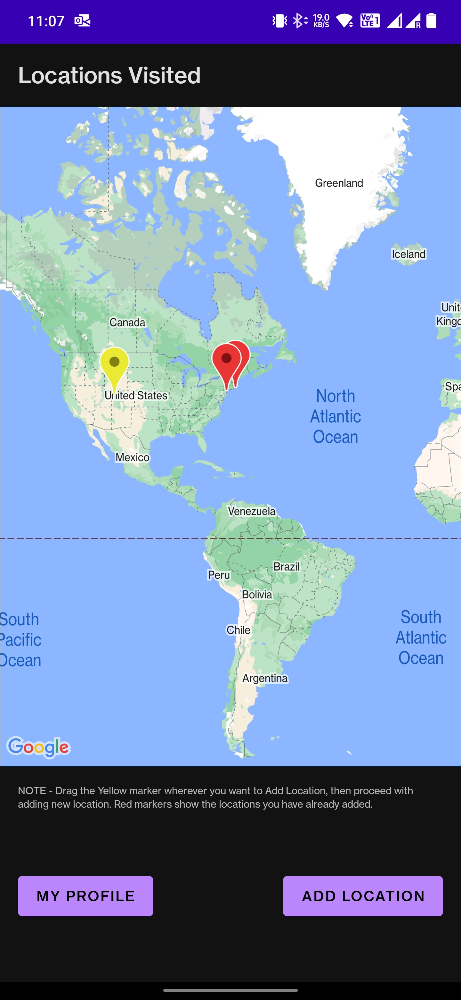 11:07
19.0
KB/S
Vo
LTE 1
R
Locations Visited
Greenland
Iceland
Unit
Kingd
Canada
United States
Spa
North
Atlantic
Ocean
Mexico
Venezuela
Brazil
Peru
Bolivia
South
Pacific
Ocean
Chile
South
Atlantic
Ocean
Argentina
Google
NOTE - Drag the Yellow marker wherever you want to Add Location, then proceed with
adding new location. Red markers show the locations you have already added.
MY PROFILE
ADD LOCATION